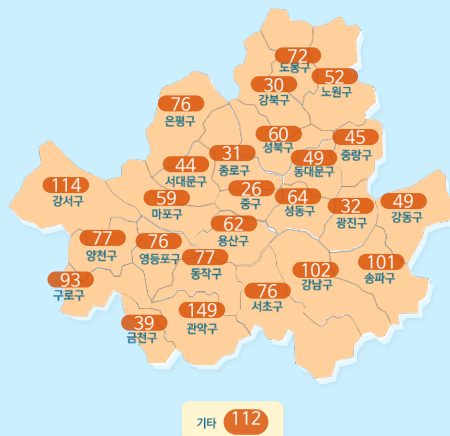 72
노봉구
52
노원구
30
강북구
76
은평구
60
성북구
45
중랑구
31
종로구
49
동대문구
44
서대문구
114
강서구
59
마포구
26
중구
64
성동구
32
광진구
49
강동구
62
용산구
77
양천구
76
영등포구
77
동작구
101
송파구
102
강남구
93
구로구
76
서초구
149
관악구
39
금천구
기타 112